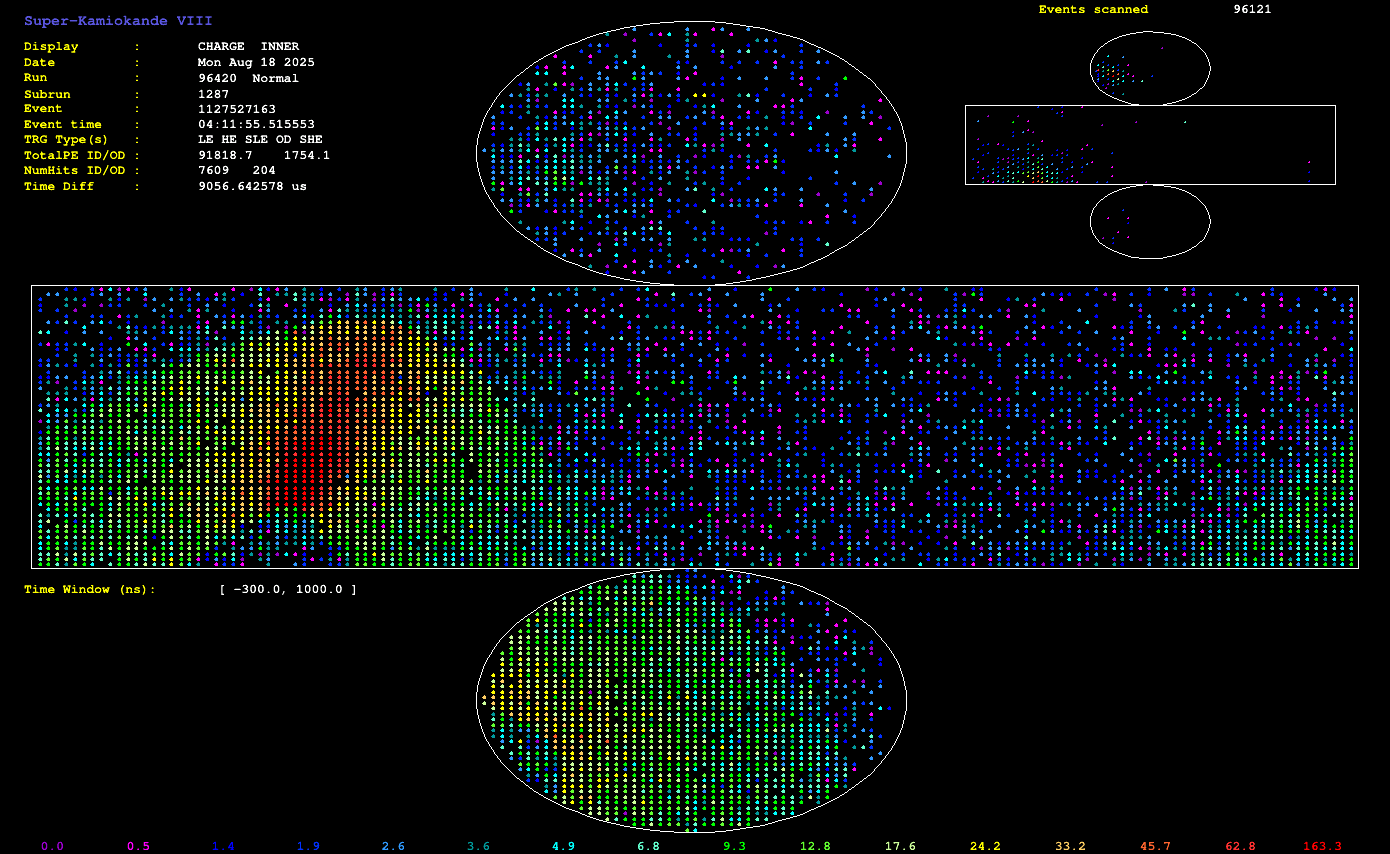 Super-Kamiokande VIII
Events scanned 96121
Display : CHARGE INNER
Date : Mon Aug 18 2025
Run : 96420 Normal
Subrun : 1287
Event : 1127527163
Event time : 04:11:55.515553
TRG Type(s) : LE HE SLE OD SHE
TotalPE ID/OD : 91818.7 1754.1
NumHits ID/OD : 7609 204
Time Diff : 9056.642578 us
Time Window (ns): [ -300.0, 1000.0 ]
0.0 0.5 1.4 1.9 2.6 3.6 4.9 6.8 9.3 12.8 17.6 24.2 33.2 45.7 62.8 163.3